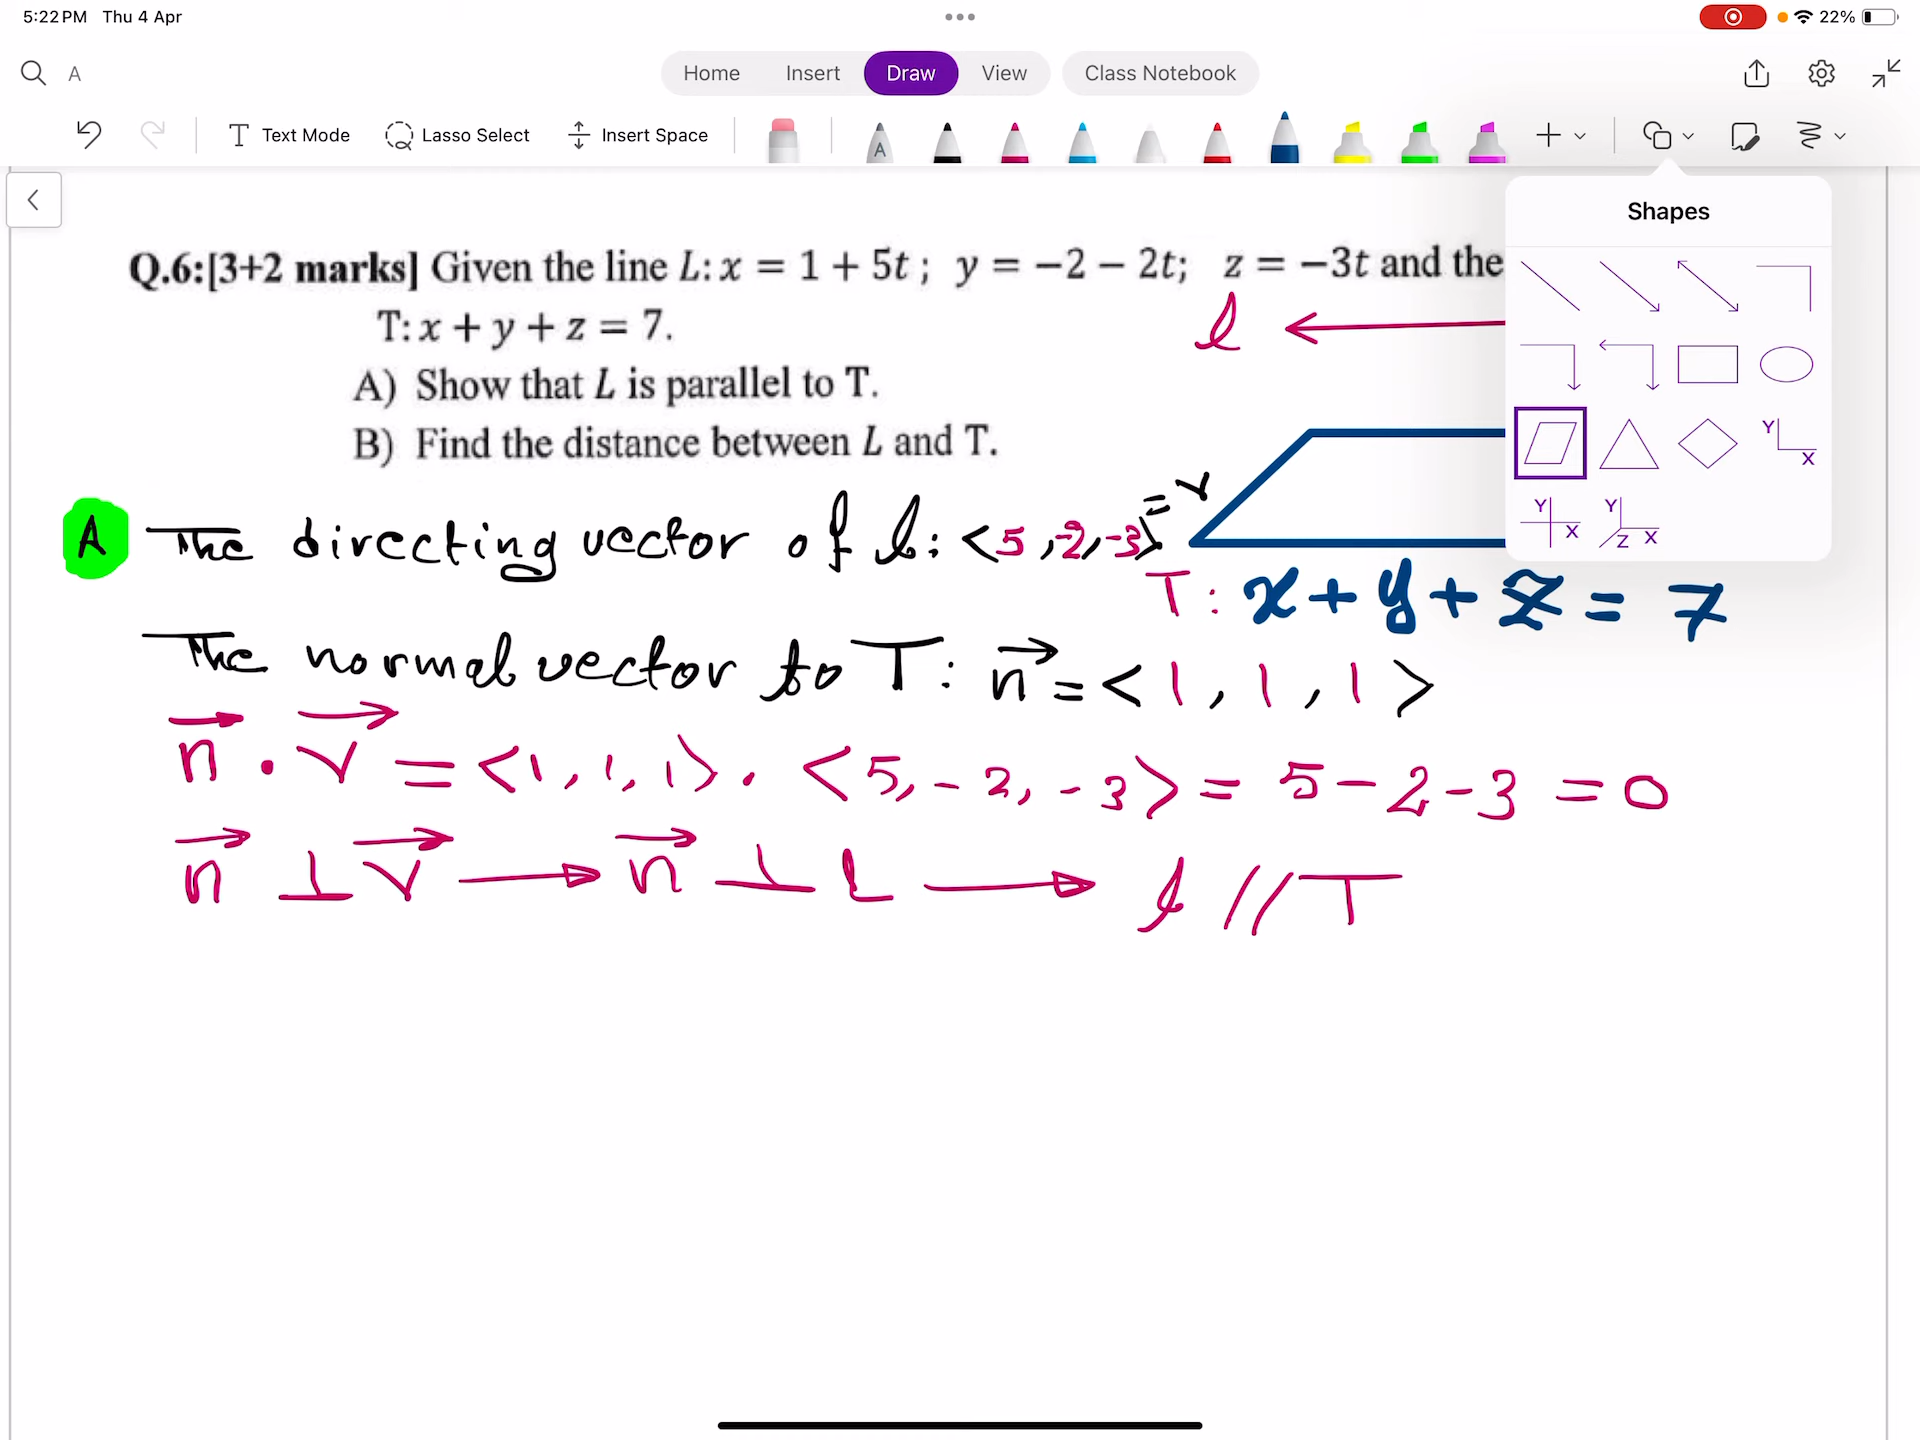 5:22 PM Thu 4 Apr
22%
A
Home Insert Draw View Class Notebook
Text Mode Lasso Select Insert Space
A
Shapes
Y X
Y X Y Z X
Q.6:[3+2 marks] Given the line L: x = 1 + 5t ; y = −2 − 2t; z = −3t and the
T: x + y + z = 7.
l
A) Show that L is parallel to T.
B) Find the distance between L and T.
A The directing vector of l: <5,-2,-3> = v
T: x + y + z = 7
The normal vector to T: n⃗ = <1, 1, 1>
n⃗ · v⃗ = <1, 1, 1> · <5, -2, -3> = 5 - 2 - 3 = 0
n⃗ ⊥ v⃗ → n⃗ ⊥ L → l // T